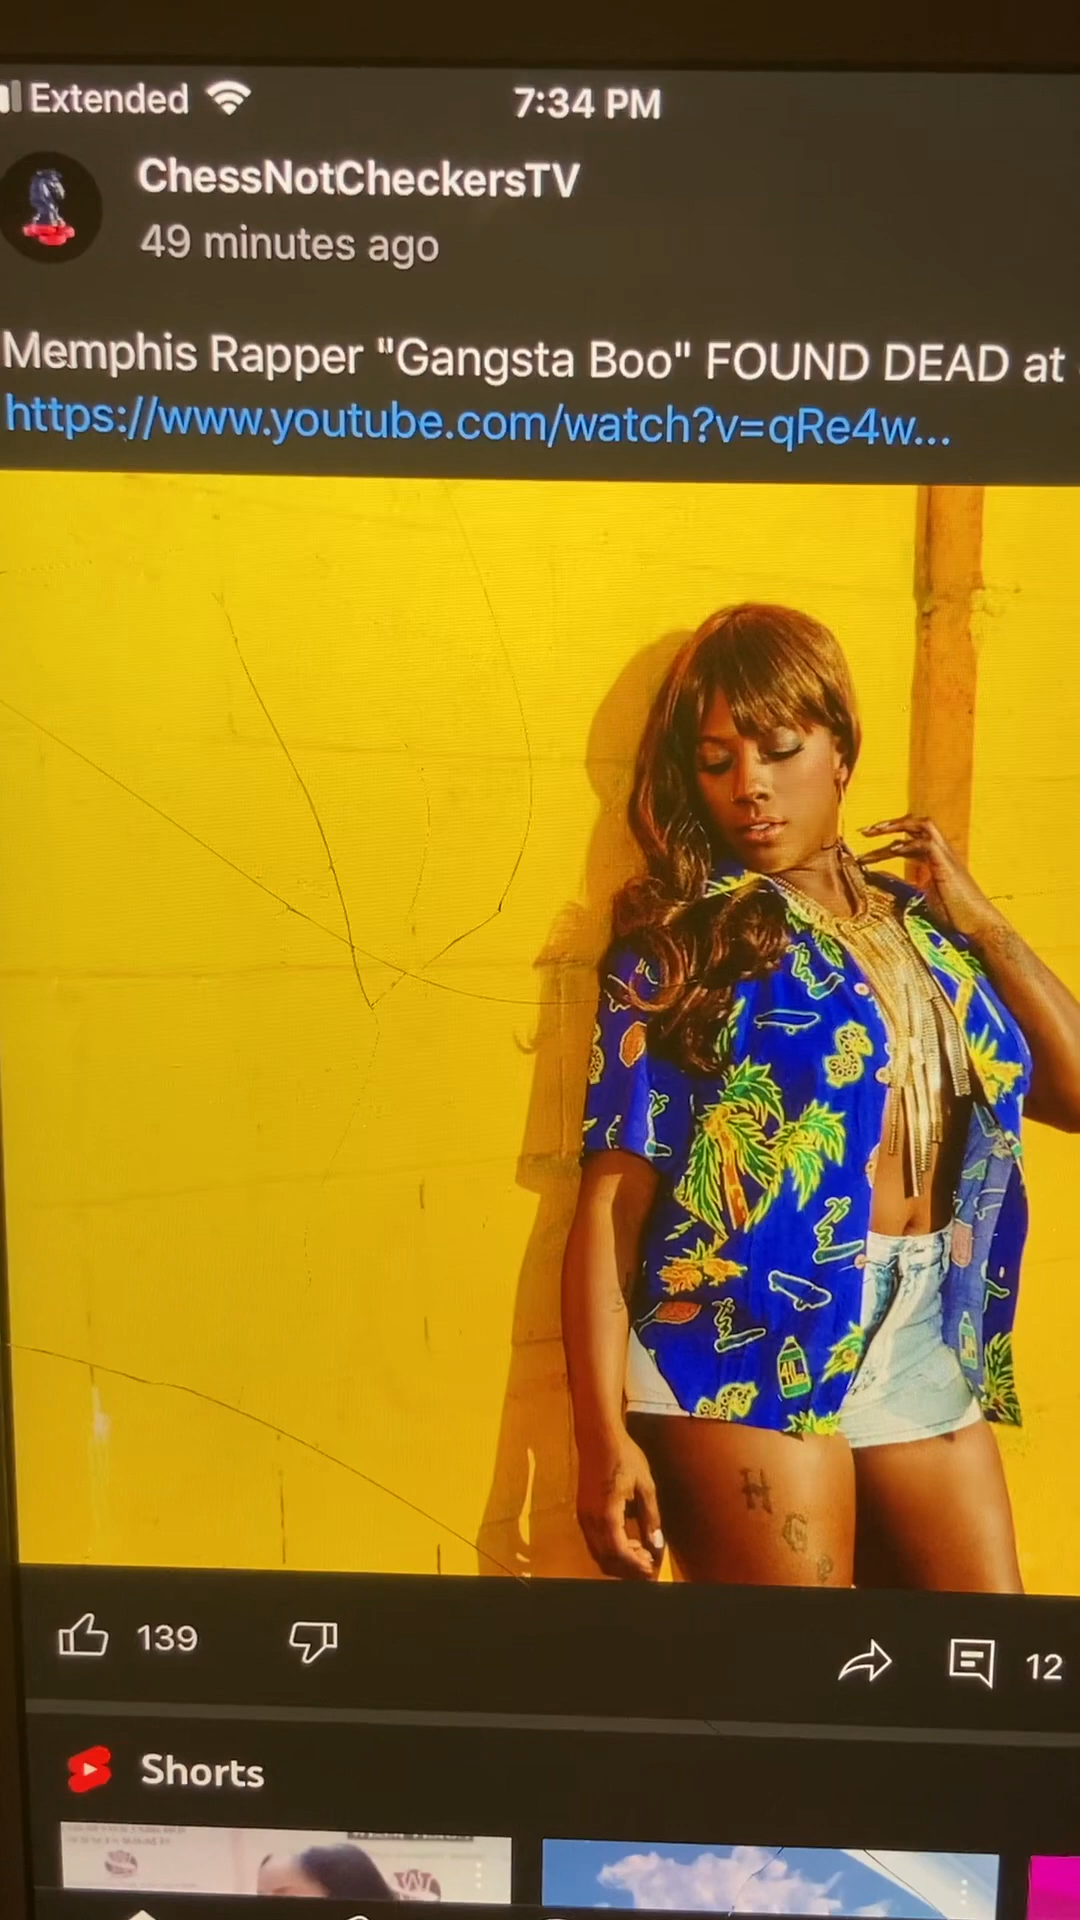 Extended 7:34 PM
ChessNotCheckersTV
49 minutes ago
Memphis Rapper "Gangsta Boo" FOUND DEAD at
https://www.youtube.com/watch?v=qRe4w...
4L
H
G
P
139 12
Shorts